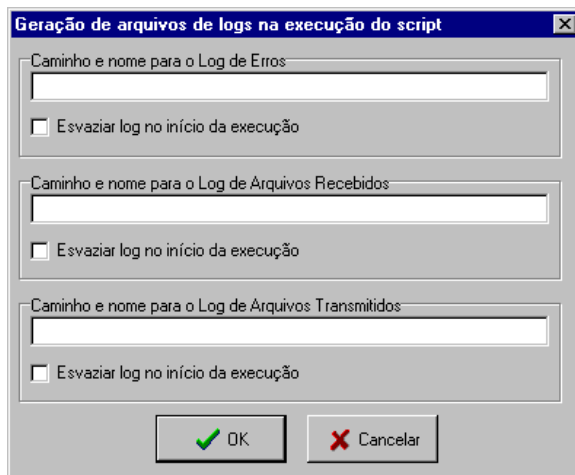 Geração de arquivos de logs na execução do script
Caminho e nome para o Log de Erros
Esvaziar log no início da execução
Caminho e nome para o Log de Arquivos Recebidos
Esvaziar log no início da execução
Caminho e nome para o Log de Arquivos Transmitidos
Esvaziar log no início da execução
OK Cancelar